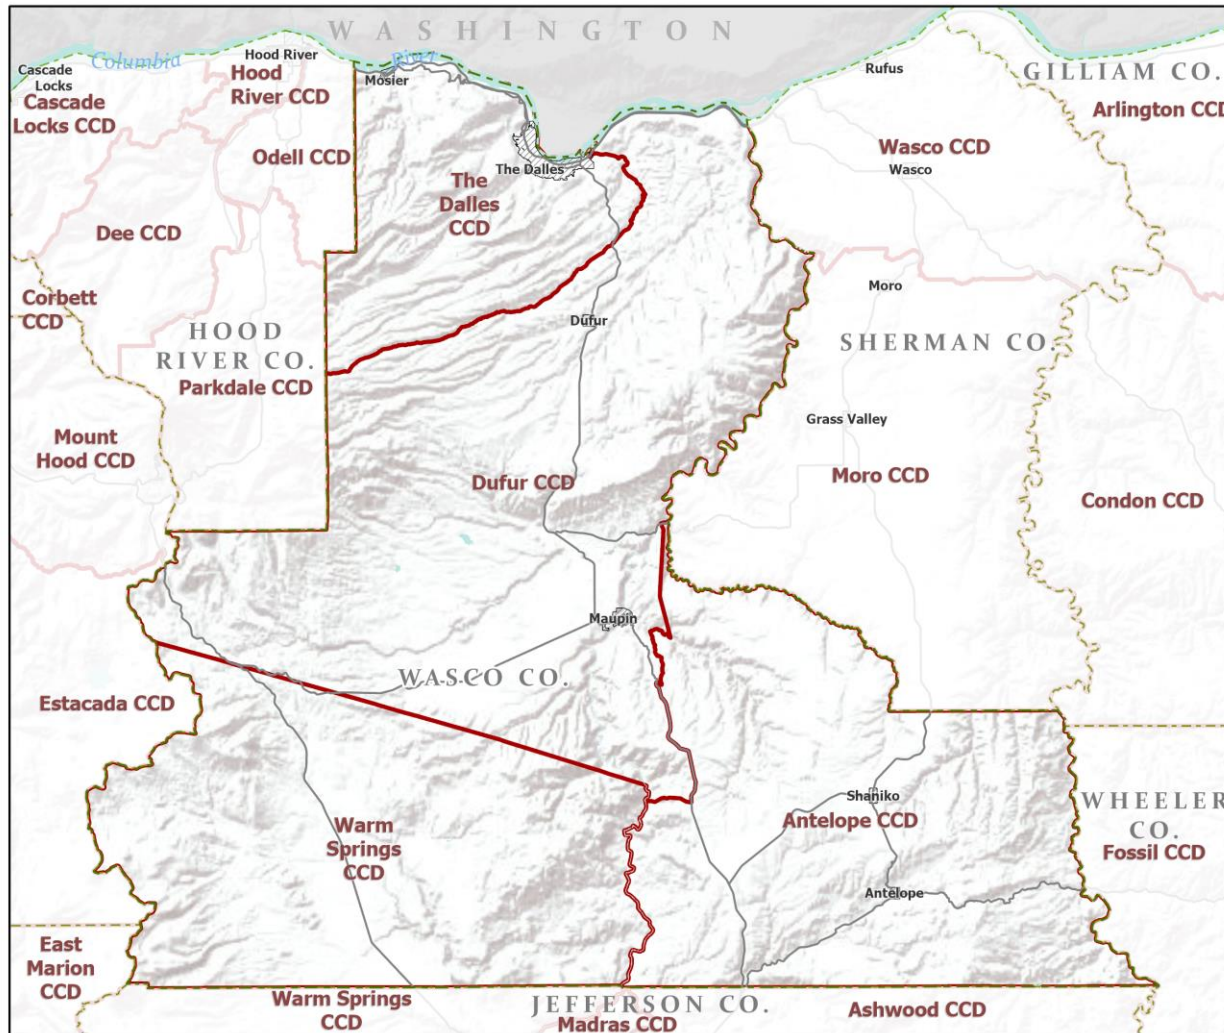 WASHINGTON
Columbia
River
Hood River
Mosier
Cascade
Locks
Cascade
Locks CCD
Hood
River CCD
Odell CCD
Rufus
GILLIAM CO.
Arlington CCD
Wasco CCD
Wasco
The Dalles
The
Dalles
CCD
Dee CCD
Corbett
CCD
HOOD
RIVER CO.
Parkdale CCD
Dufur
Moro
SHERMAN CO.
Grass Valley
Moro CCD
Mount
Hood CCD
Dufur CCD
Condon CCD
Maupin
WASCO CO.
Estacada CCD
Warm
Springs
CCD
Shaniko
Antelope CCD
WHEELER
CO.
Fossil CCD
Antelope
East
Marion
CCD
Warm Springs
CCD
JEFFERSON CO.
Madras CCD
Ashwood CCD